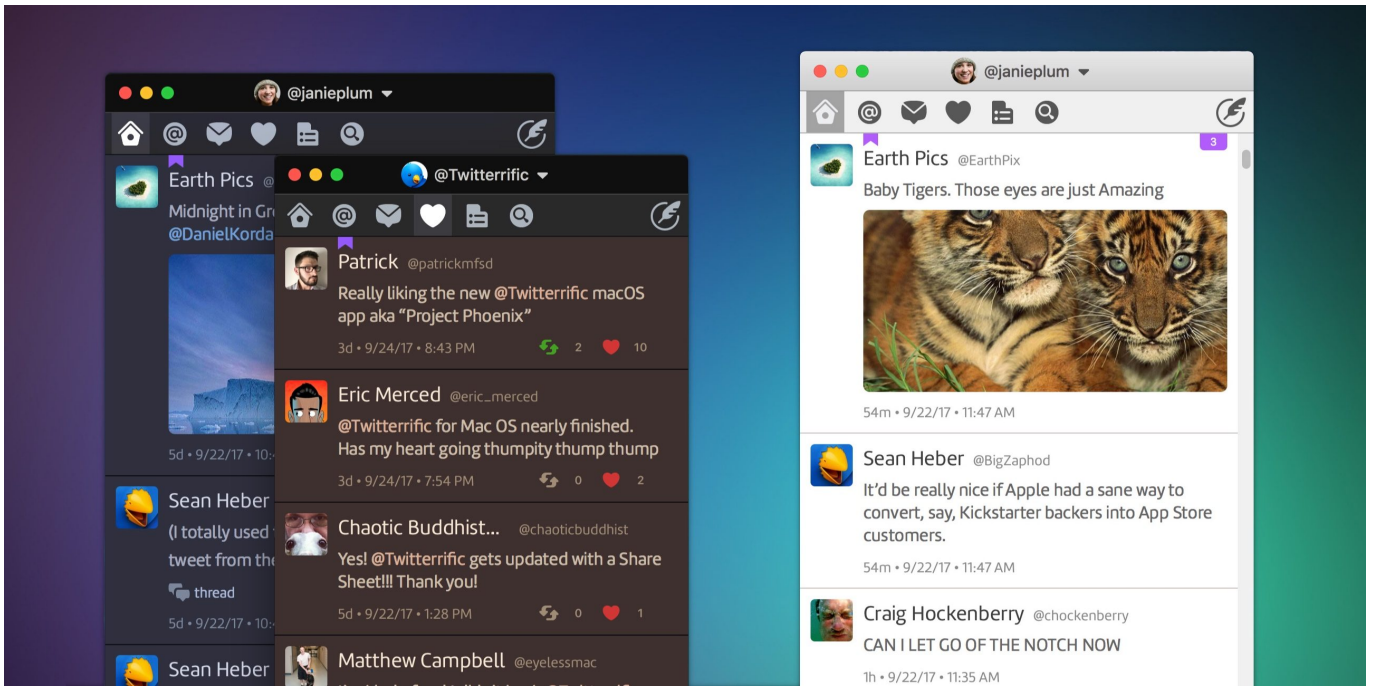 @janieplum
Earth Pics
Midnight in
@DanielKorda
5d • 9/22/17 •
Sean Heber
(I totally used
tweet from the
thread
5d • 9/22/17 •
Sean Heber
@Twitterrific
Patrick @patrickmfsd
Really liking the new @Twitterrific macOS
app aka “Project Phoenix”
3d • 9/24/17 • 8:43 PM 2 10
Eric Merced @eric_merced
@Twitterrific for Mac OS nearly finished.
Has my heart going thumpity thump thump
3d • 9/24/17 • 7:54 PM 0 2
Chaotic Buddhist... @chaoticbuddhist
Yes! @Twitterrific gets updated with a Share
Sheet!!! Thank you!
5d • 9/22/17 • 1:28 PM 0 1
Matthew Campbell @eyelessmac
@janieplum
3
Earth Pics @EarthPix
Baby Tigers. Those eyes are just Amazing
54m • 9/22/17 • 11:47 AM
Sean Heber @BigZaphod
It’d be really nice if Apple had a sane way to
convert, say, Kickstarter backers into App Store
customers.
54m • 9/22/17 • 11:47 AM
Craig Hockenberry @chockenberry
CAN I LET GO OF THE NOTCH NOW
1h • 9/22/17 • 11:35 AM